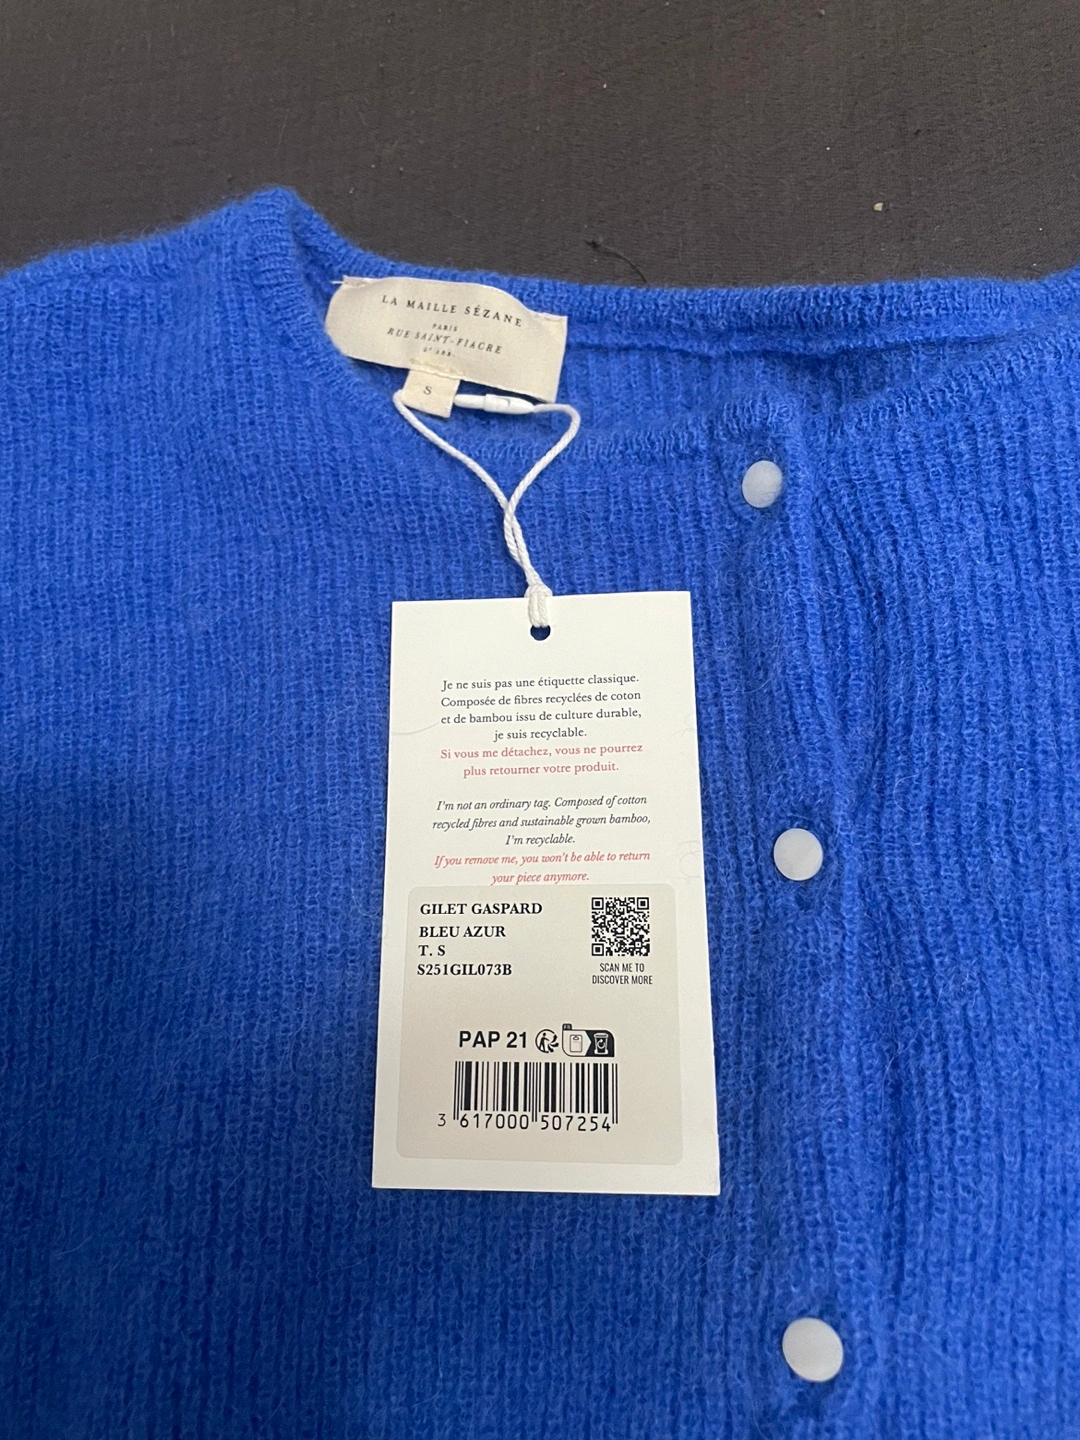 LA MAILLE SÉZANE
PARIS
RUE SAINT-FIACRE
2e ARR.
S
Je ne suis pas une étiquette classique.
Composée de fibres recyclées de coton
et de bambou issu de culture durable,
je suis recyclable.
Si vous me détachez, vous ne pourrez
plus retourner votre produit.
I'm not an ordinary tag. Composed of cotton
recycled fibres and sustainable grown bamboo,
I'm recyclable.
If you remove me, you won't be able to return
your piece anymore.
GILET GASPARD
BLEU AZUR
T. S
S251GIL073B
SCAN ME TO
DISCOVER MORE
PAP 21
FR
3 617000 507254